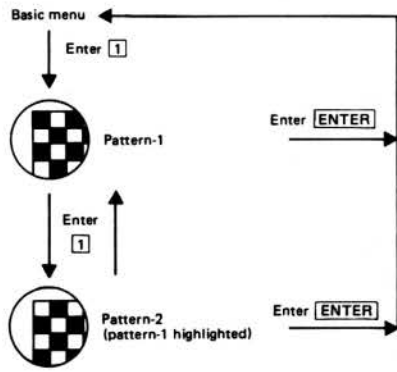 Basic menu
Enter 1
Pattern-1
Enter ENTER
Enter
1
Pattern-2
(pattern-1 highlighted)
Enter ENTER